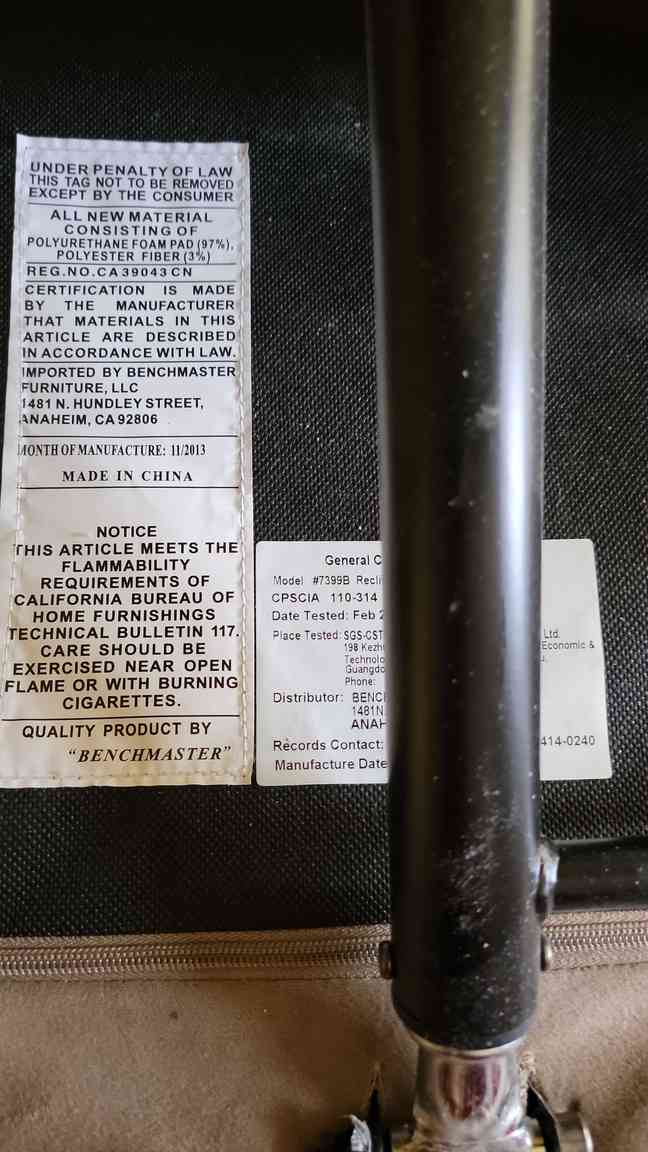 UNDER PENALTY OF LAW
THIS TAG NOT TO BE REMOVED
EXCEPT BY THE CONSUMER
ALL NEW MATERIAL
CONSISTING OF
POLYURETHANE FOAM PAD (97%),
POLYESTER FIBER (3%)
REG.NO.CA 39043 CN
CERTIFICATION IS MADE
BY THE MANUFACTURER
THAT MATERIALS IN THIS
ARTICLE ARE DESCRIBED
IN ACCORDANCE WITH LAW.
IMPORTED BY BENCHMASTER
FURNITURE, LLC
1481 N. HUNDLEY STREET,
ANAHEIM, CA 92806
MONTH OF MANUFACTURE: 11/2013
MADE IN CHINA
NOTICE
THIS ARTICLE MEETS THE
FLAMMABILITY
REQUIREMENTS OF
CALIFORNIA BUREAU OF
HOME FURNISHINGS
TECHNICAL BULLETIN 117.
CARE SHOULD BE
EXERCISED NEAR OPEN
FLAME OR WITH BURNING
CIGARETTES.
QUALITY PRODUCT BY
"BENCHMASTER"
General C
Model #7399B Recli
CPSCIA 110-314
Date Tested: Feb 2
Place Tested: SGS-CST Ltd.
198 Kezh Economic &
Technolo
Guangdo
Phone:
Distributor: BENC
1481N
ANAH
Records Contact: 414-0240
Manufacture Date